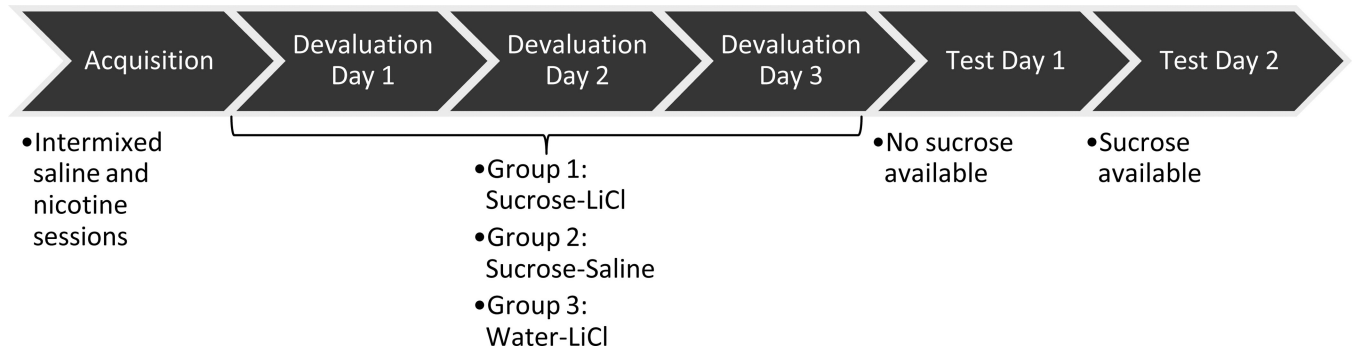 Acquisition
Devaluation
Day 1
Devaluation
Day 2
Devaluation
Day 3
Test Day 1
Test Day 2
•Intermixed
saline and
nicotine
sessions
•Group 1:
Sucrose-LiCl
•Group 2:
Sucrose-Saline
•Group 3:
Water-LiCl
•No sucrose
available
•Sucrose
available